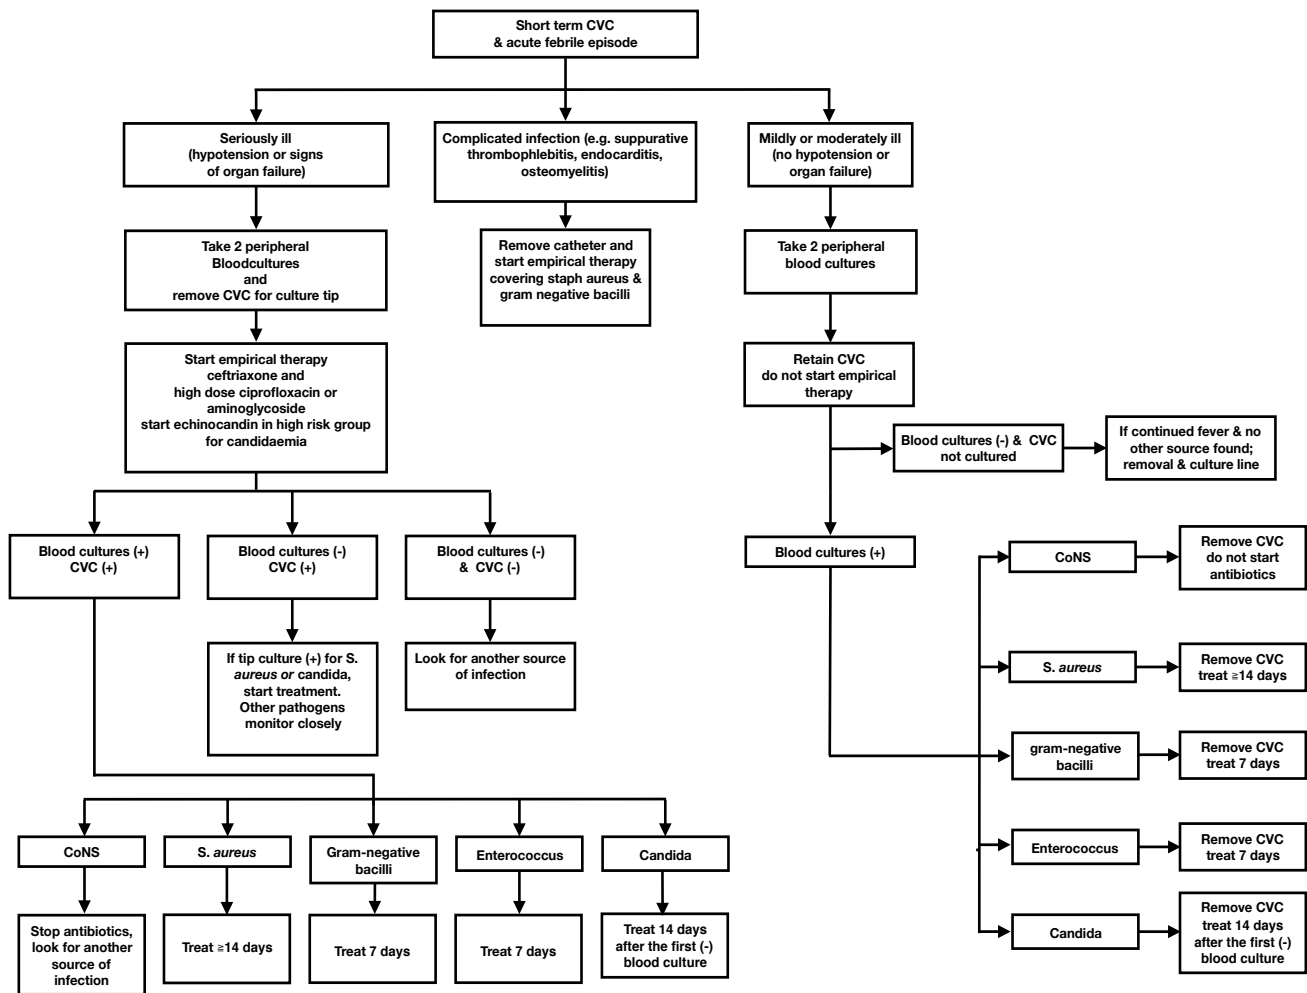 Short term CVC
& acute febrile episode
Seriously ill
(hypotension or signs
of organ failure)
Complicated infection (e.g. suppurative
thrombophlebitis, endocarditis,
osteomyelitis)
Mildly or moderately ill
(no hypotension or
organ failure)
Take 2 peripheral
Bloodcultures
and
remove CVC for culture tip
Remove catheter and
start empirical therapy
covering staph aureus &
gram negative bacilli
Take 2 peripheral
blood cultures
Start empirical therapy
ceftriaxone and
high dose ciprofloxacin or
aminoglycoside
start echinocandin in high risk group
for candidaemia
Retain CVC
do not start empirical
therapy
Blood cultures (-) & CVC
not cultured
If continued fever & no
other source found;
removal & culture line
Blood cultures (+)
CVC (+)
Blood cultures (-)
CVC (+)
Blood cultures (-)
& CVC (-)
Blood cultures (+)
If tip culture (+) for S.
aureus or candida,
start treatment.
Other pathogens
monitor closely
Look for another source
of infection
CoNS
Remove CVC
do not start
antibiotics
S. aureus
Remove CVC
treat ≧14 days
gram-negative
bacilli
Remove CVC
treat 7 days
Enterococcus
Remove CVC
treat 7 days
Candida
Remove CVC
treat 14 days
after the first (-)
blood culture
CoNS
S. aureus
Gram-negative
bacilli
Enterococcus
Candida
Stop antibiotics,
look for another
source of
infection
Treat ≧14 days
Treat 7 days
Treat 7 days
Treat 14 days
after the first (-)
blood culture